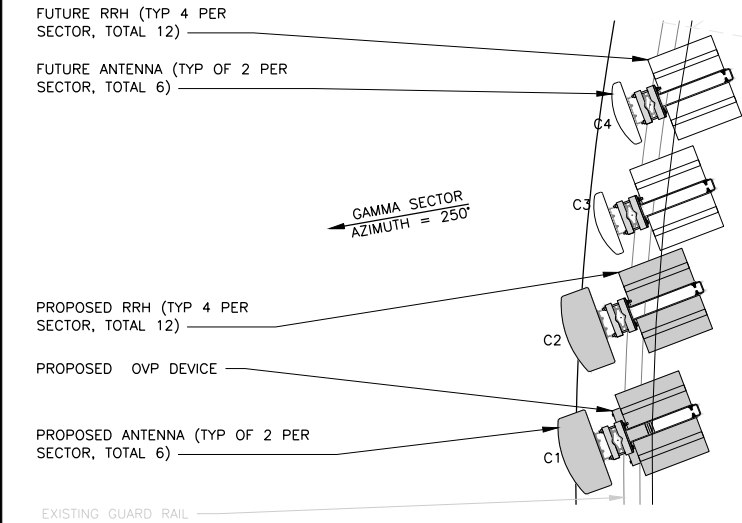 FUTURE RRH (TYP 4 PER
SECTOR, TOTAL 12)
FUTURE ANTENNA (TYP OF 2 PER
SECTOR, TOTAL 6)
C4
C3
GAMMA SECTOR
AZIMUTH = 250°
PROPOSED RRH (TYP 4 PER
SECTOR, TOTAL 12)
C2
PROPOSED OVP DEVICE
PROPOSED ANTENNA (TYP OF 2 PER
SECTOR, TOTAL 6)
C1
EXISTING GUARD RAIL